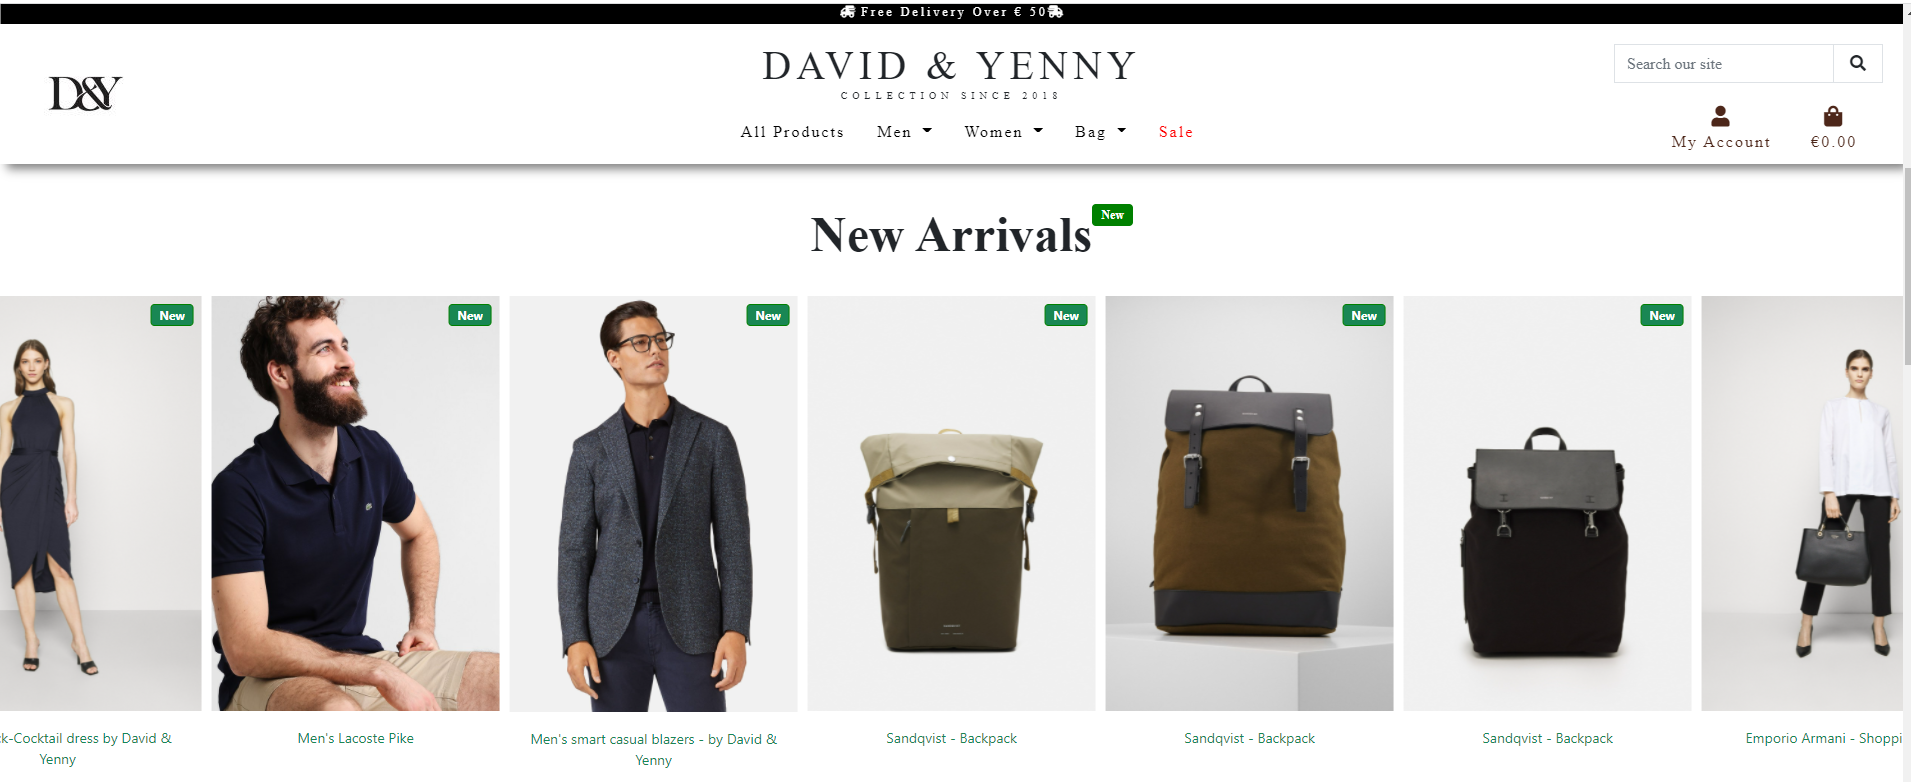 Free Delivery Over € 50
DAVID & YENNY
COLLECTION SINCE 2018
D&Y
Search our site
All Products Men Women Bag Sale
My Account €0.00
New Arrivals New
New New New New New New
ck-Cocktail dress by David &
Yenny
Men's Lacoste Pike
Men's smart casual blazers - by David &
Yenny
Sandqvist - Backpack
Sandqvist - Backpack
Sandqvist - Backpack
Emporio Armani - Shoppi